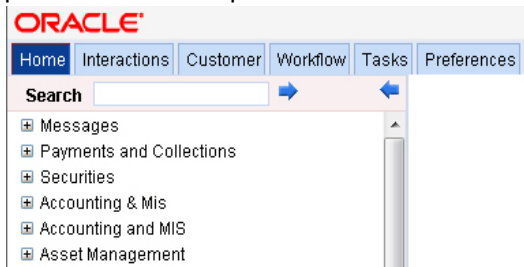 ORACLE
Home Interactions Customer Workflow Tasks Preferences
Search
Messages
Payments and Collections
Securities
Accounting & Mis
Accounting and MIS
Asset Management